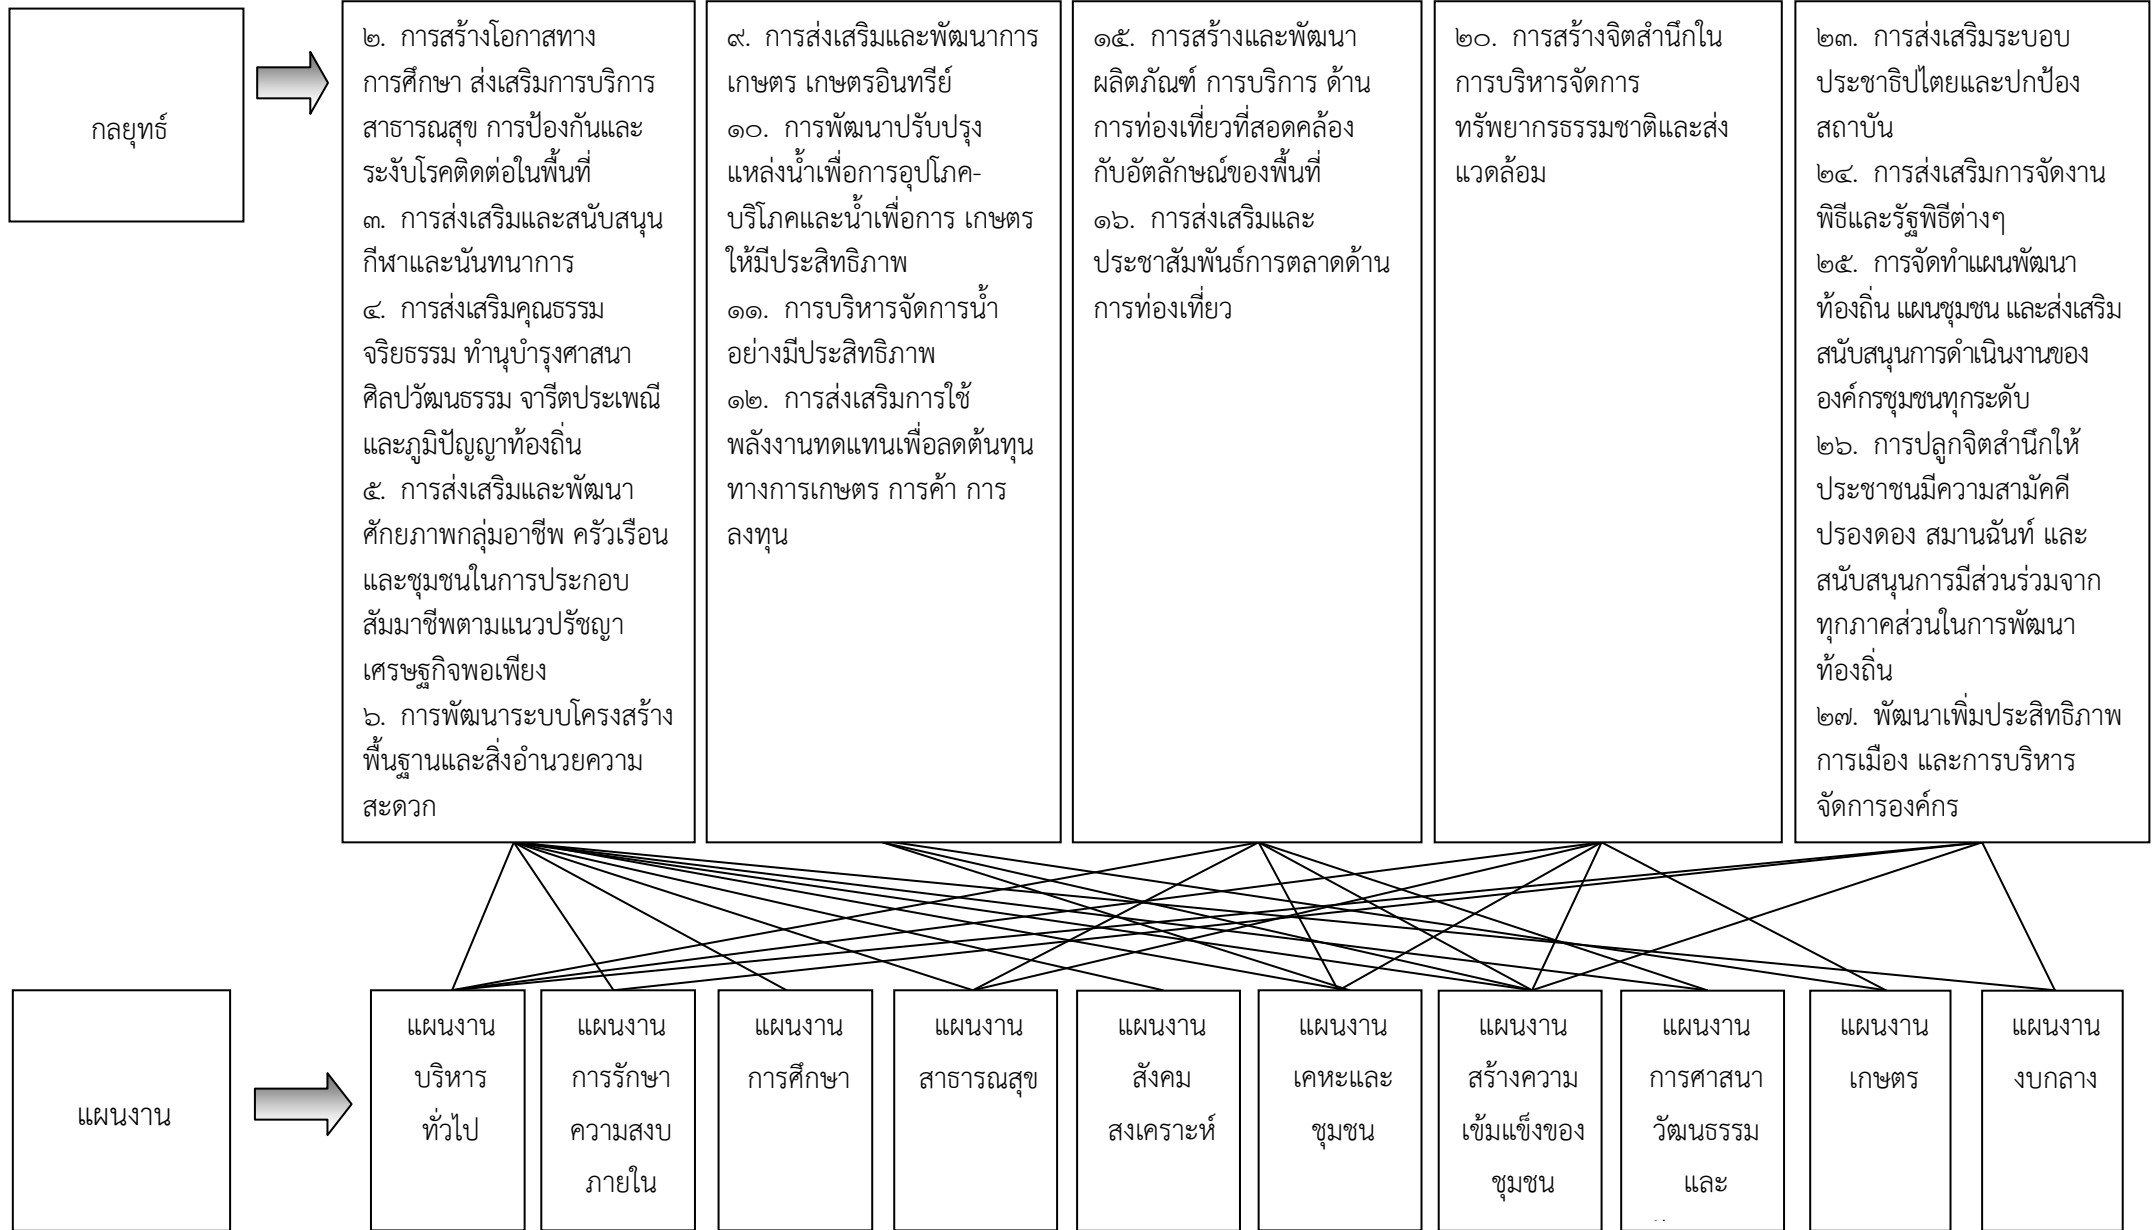 กลยุทธ์
๒. การสร้างโอกาสทาง
การศึกษา ส่งเสริมการบริการ
สาธารณสุข การป้องกันและ
ระงับโรคติดต่อในพื้นที่
๓. การส่งเสริมและสนับสนุน
กีฬาและนันทนาการ
๔. การส่งเสริมคุณธรรม
จริยธรรม ทำนุบำรุงศาสนา
ศิลปวัฒนธรรม จารีตประเพณี
และภูมิปัญญาท้องถิ่น
๕. การส่งเสริมและพัฒนา
ศักยภาพกลุ่มอาชีพ ครัวเรือน
และชุมชนในการประกอบ
สัมมาชีพตามแนวปรัชญา
เศรษฐกิจพอเพียง
๖. การพัฒนาระบบโครงสร้าง
พื้นฐานและสิ่งอำนวยความ
สะดวก
๙. การส่งเสริมและพัฒนาการ
เกษตร เกษตรอินทรีย์
๑๐. การพัฒนาปรับปรุง
แหล่งน้ำเพื่อการอุปโภค-
บริโภคและน้ำเพื่อการ เกษตร
ให้มีประสิทธิภาพ
๑๑. การบริหารจัดการน้ำ
อย่างมีประสิทธิภาพ
๑๒. การส่งเสริมการใช้
พลังงานทดแทนเพื่อลดต้นทุน
ทางการเกษตร การค้า การ
ลงทุน
๑๕. การสร้างและพัฒนา
ผลิตภัณฑ์ การบริการ ด้าน
การท่องเที่ยวที่สอดคล้อง
กับอัตลักษณ์ของพื้นที่
๑๖. การส่งเสริมและ
ประชาสัมพันธ์การตลาดด้าน
การท่องเที่ยว
๒๐. การสร้างจิตสำนึกใน
การบริหารจัดการ
ทรัพยากรธรรมชาติและส่ง
แวดล้อม
๒๓. การส่งเสริมระบอบ
ประชาธิปไตยและปกป้อง
สถาบัน
๒๔. การส่งเสริมการจัดงาน
พิธีและรัฐพิธีต่างๆ
๒๕. การจัดทำแผนพัฒนา
ท้องถิ่น แผนชุมชน และส่งเสริม
สนับสนุนการดำเนินงานของ
องค์กรชุมชนทุกระดับ
๒๖. การปลูกจิตสำนึกให้
ประชาชนมีความสามัคคี
ปรองดอง สมานฉันท์ และ
สนับสนุนการมีส่วนร่วมจาก
ทุกภาคส่วนในการพัฒนา
ท้องถิ่น
๒๗. พัฒนาเพิ่มประสิทธิภาพ
การเมือง และการบริหาร
จัดการองค์กร
แผนงาน
แผนงาน
บริหาร
ทั่วไป
แผนงาน
การรักษา
ความสงบ
ภายใน
แผนงาน
การศึกษา
แผนงาน
สาธารณสุข
แผนงาน
สังคม
สงเคราะห์
แผนงาน
เคหะและ
ชุมชน
แผนงาน
สร้างความ
เข้มแข็งของ
ชุมชน
แผนงาน
การศาสนา
วัฒนธรรม
และ
แผนงาน
เกษตร
แผนงาน
งบกลาง